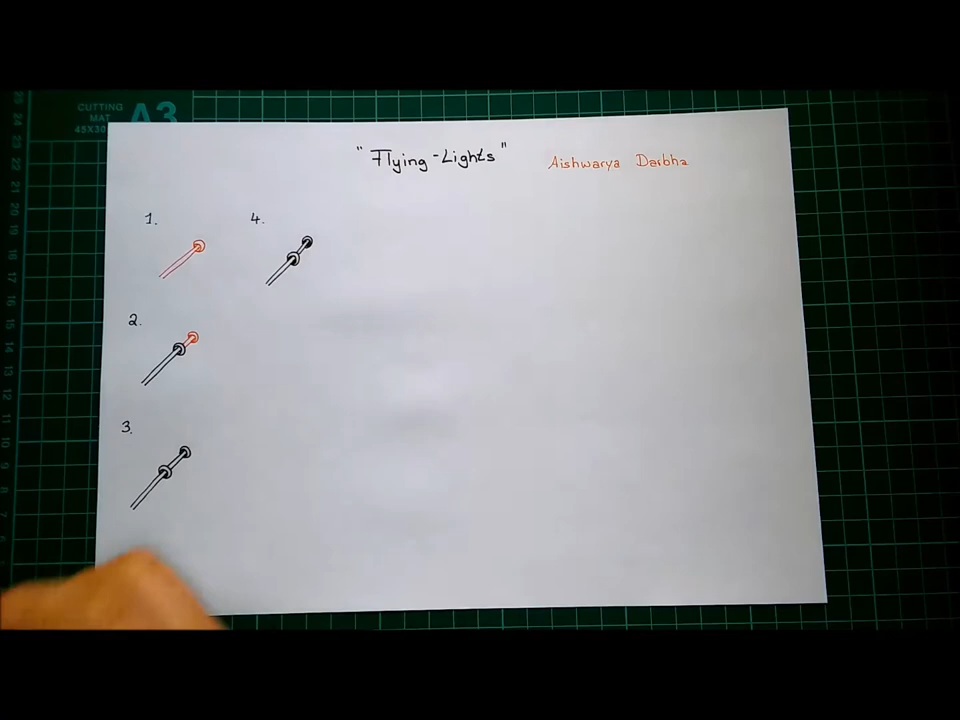 CUTTING
MAT
45X30
A3
"Flying-Lights" Aishwarya Darbha
1.
4.
2.
3.